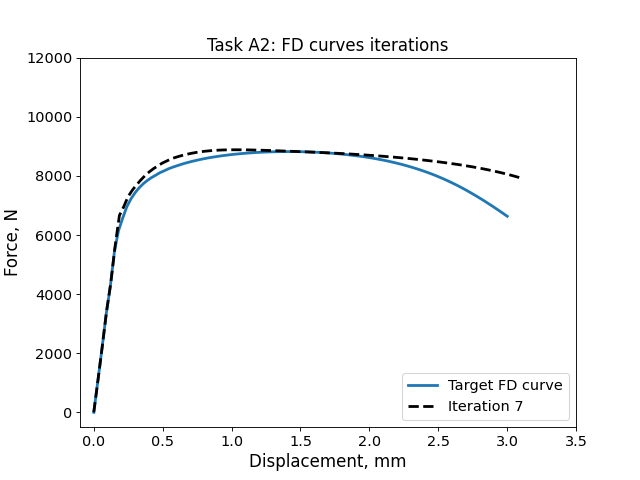 Task A2: FD curves iterations
12000
10000
8000
6000
4000
2000
0
Force, N
Target FD curve
Iteration 7
0.0 0.5 1.0 1.5 2.0 2.5 3.0 3.5
Displacement, mm